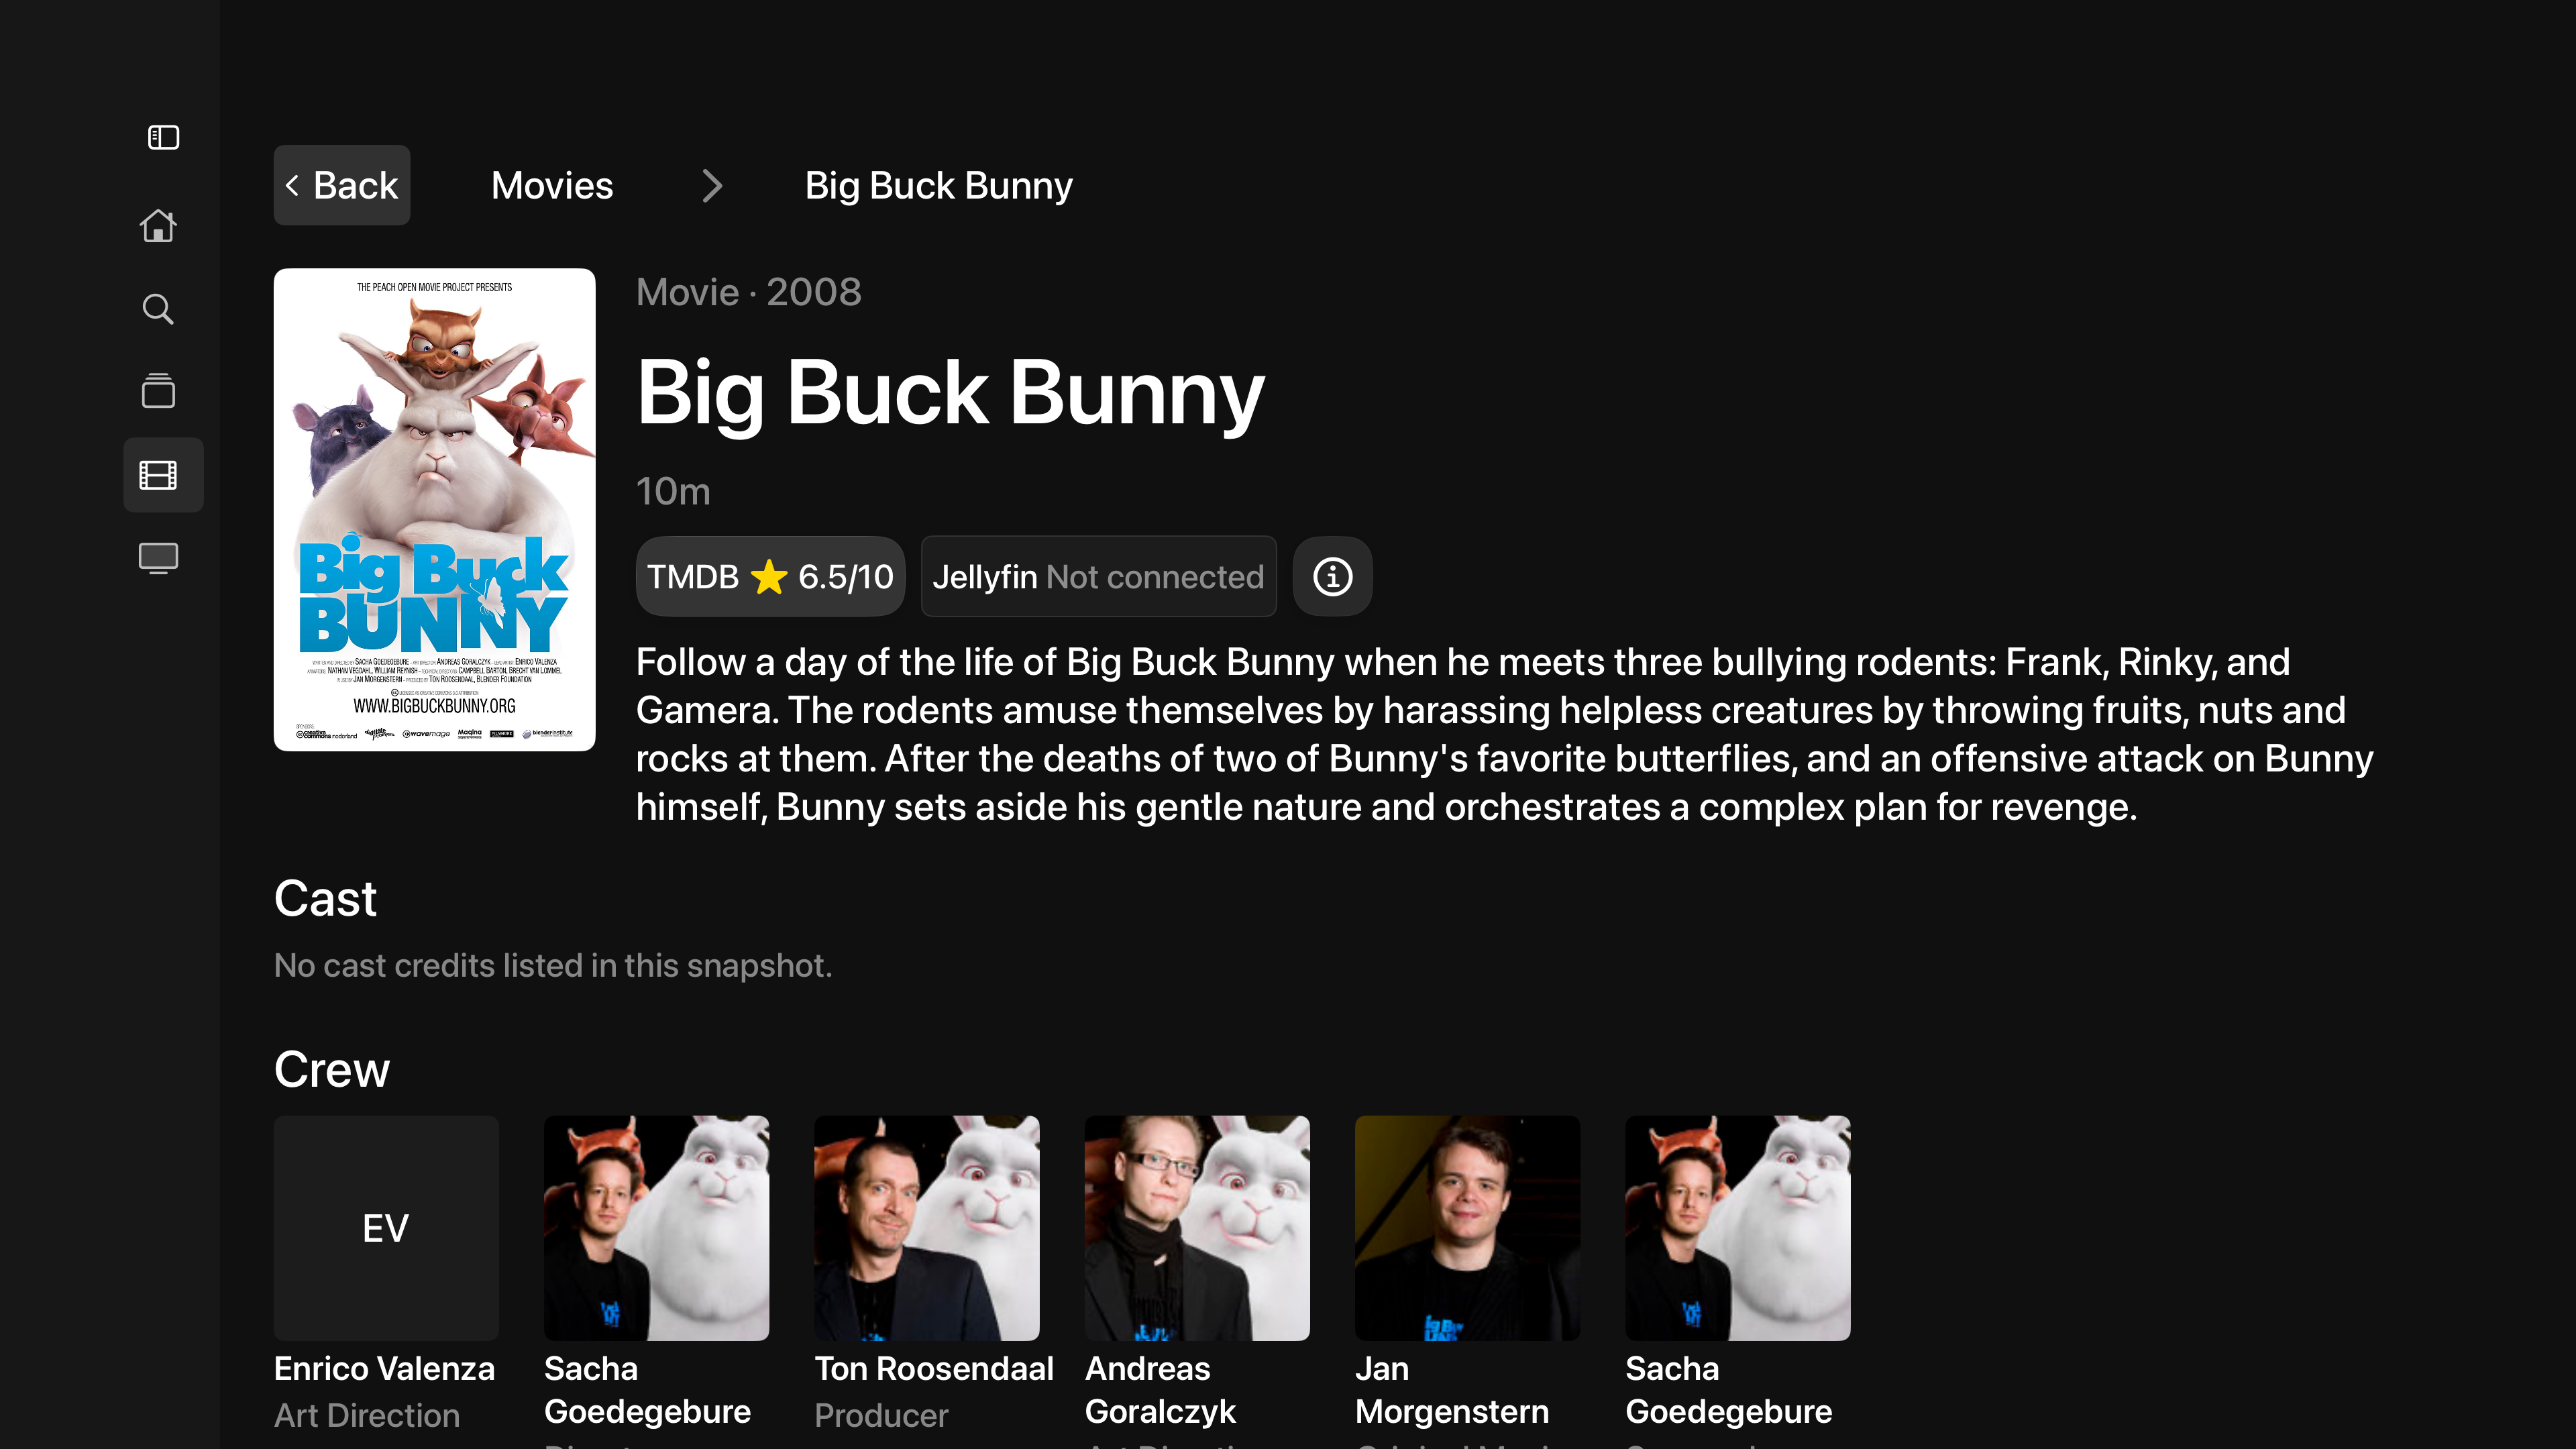 Back
Movies
Big Buck Bunny
THE PEACH OPEN MOVIE PROJECT PRESENTS
Big Buck
BUNNY
WWW.BIGBUCKBUNNY.ORG
Movie · 2008
Big Buck Bunny
10m
TMDB 6.5/10
Jellyfin Not connected
Follow a day of the life of Big Buck Bunny when he meets three bullying rodents: Frank, Rinky, and
Gamera. The rodents amuse themselves by harassing helpless creatures by throwing fruits, nuts and
rocks at them. After the deaths of two of Bunny's favorite butterflies, and an offensive attack on Bunny
himself, Bunny sets aside his gentle nature and orchestrates a complex plan for revenge.
Cast
No cast credits listed in this snapshot.
Crew
EV
Enrico Valenza
Art Direction
Sacha
Goedegebure
Ton Roosendaal
Producer
Andreas
Goralczyk
Jan
Morgenstern
Sacha
Goedegebure